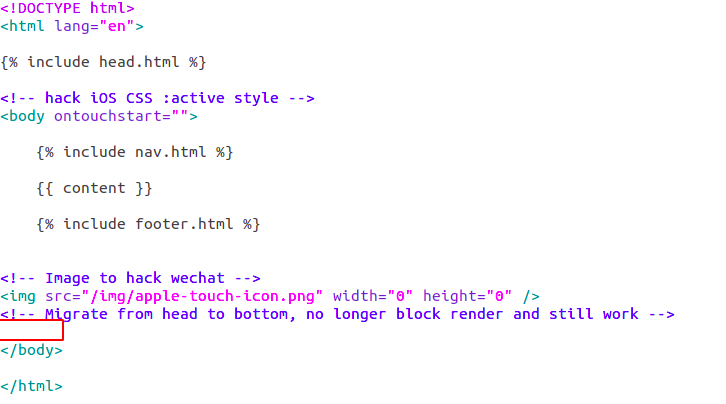 <!DOCTYPE html>
<html lang="en">
{% include head.html %}
<!-- hack iOS CSS :active style -->
<body ontouchstart="">
{% include nav.html %}
{{ content }}
{% include footer.html %}
<!-- Image to hack wechat -->
<img src="/img/apple-touch-icon.png" width="0" height="0" />
<!-- Migrate from head to bottom, no longer block render and still work -->
</body>
</html>